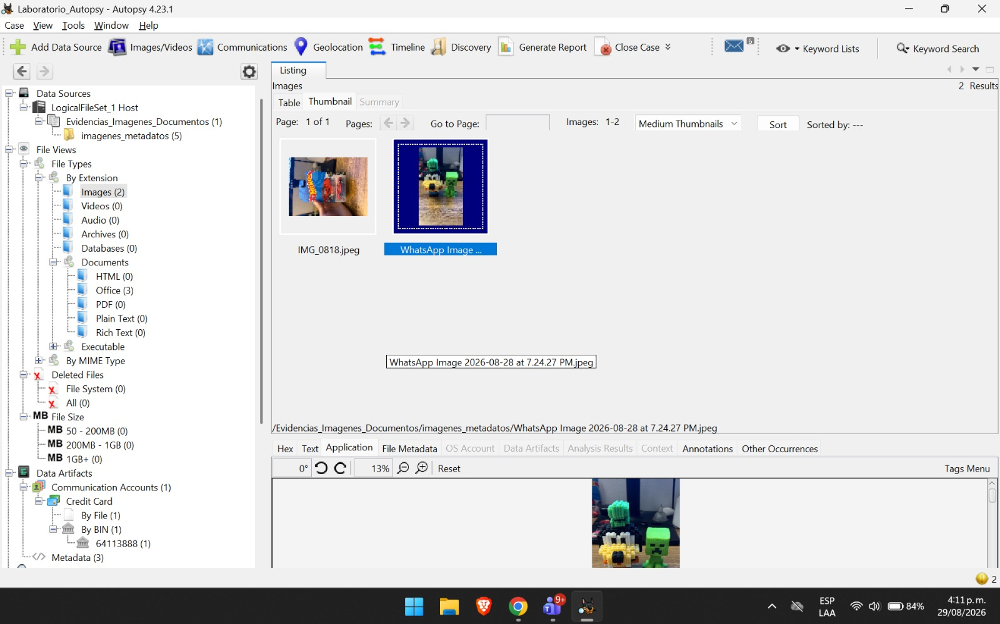 Laboratorio_Autopsy - Autopsy 4.23.1
Case View Tools Window Help
Add Data Source Images/Videos Communications Geolocation Timeline Discovery Generate Report Close Case 6 Keyword Lists Keyword Search
Data Sources
LogicalFileSet_1 Host
Evidencias_Imagenes_Documentos (1)
imagenes_metadatos (5)
File Views
File Types
By Extension
Images (2)
Videos (0)
Audio (0)
Archives (0)
Databases (0)
Documents
HTML (0)
Office (3)
PDF (0)
Plain Text (0)
Rich Text (0)
Executable
By MIME Type
Deleted Files
File System (0)
All (0)
MB File Size
MB 50 - 200MB (0)
MB 200MB - 1GB (0)
MB 1GB+ (0)
Data Artifacts
Communication Accounts (1)
Credit Card
By File (1)
By BIN (1)
64113888 (1)
Metadata (3)
Listing
Images 2 Results
Table Thumbnail Summary
Page: 1 of 1 Pages: Go to Page: Images: 1-2 Medium Thumbnails Sort Sorted by: ---
IMG_0818.jpeg WhatsApp Image ...
WhatsApp Image 2026-08-28 at 7.24.27 PM.jpeg
/Evidencias_Imagenes_Documentos/imagenes_metadatos/WhatsApp Image 2026-08-28 at 7.24.27 PM.jpeg
Hex Text Application File Metadata OS Account Data Artifacts Analysis Results Context Annotations Other Occurrences
0° 13% Reset Tags Menu
2
9+
ESP
LAA
84%
4:11 p. m.
29/08/2026